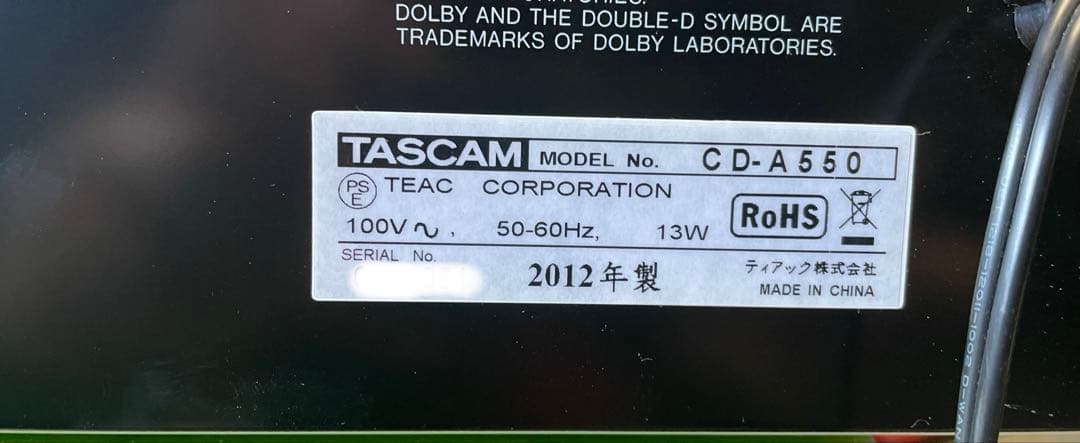 DOLBY AND THE DOUBLE-D SYMBOL ARE
TRADEMARKS OF DOLBY LABORATORIES.
TASCAM MODEL No. CD-A550
PSE TEAC CORPORATION
RoHS
100V～, 50-60Hz, 13W
SERIAL No.
2012年製
ティアック株式会社
MADE IN CHINA